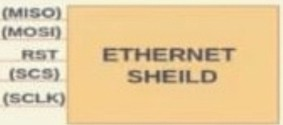 (MISO)
(MOSI)
RST
(SCS)
(SCLK)
ETHERNET
SHEILD